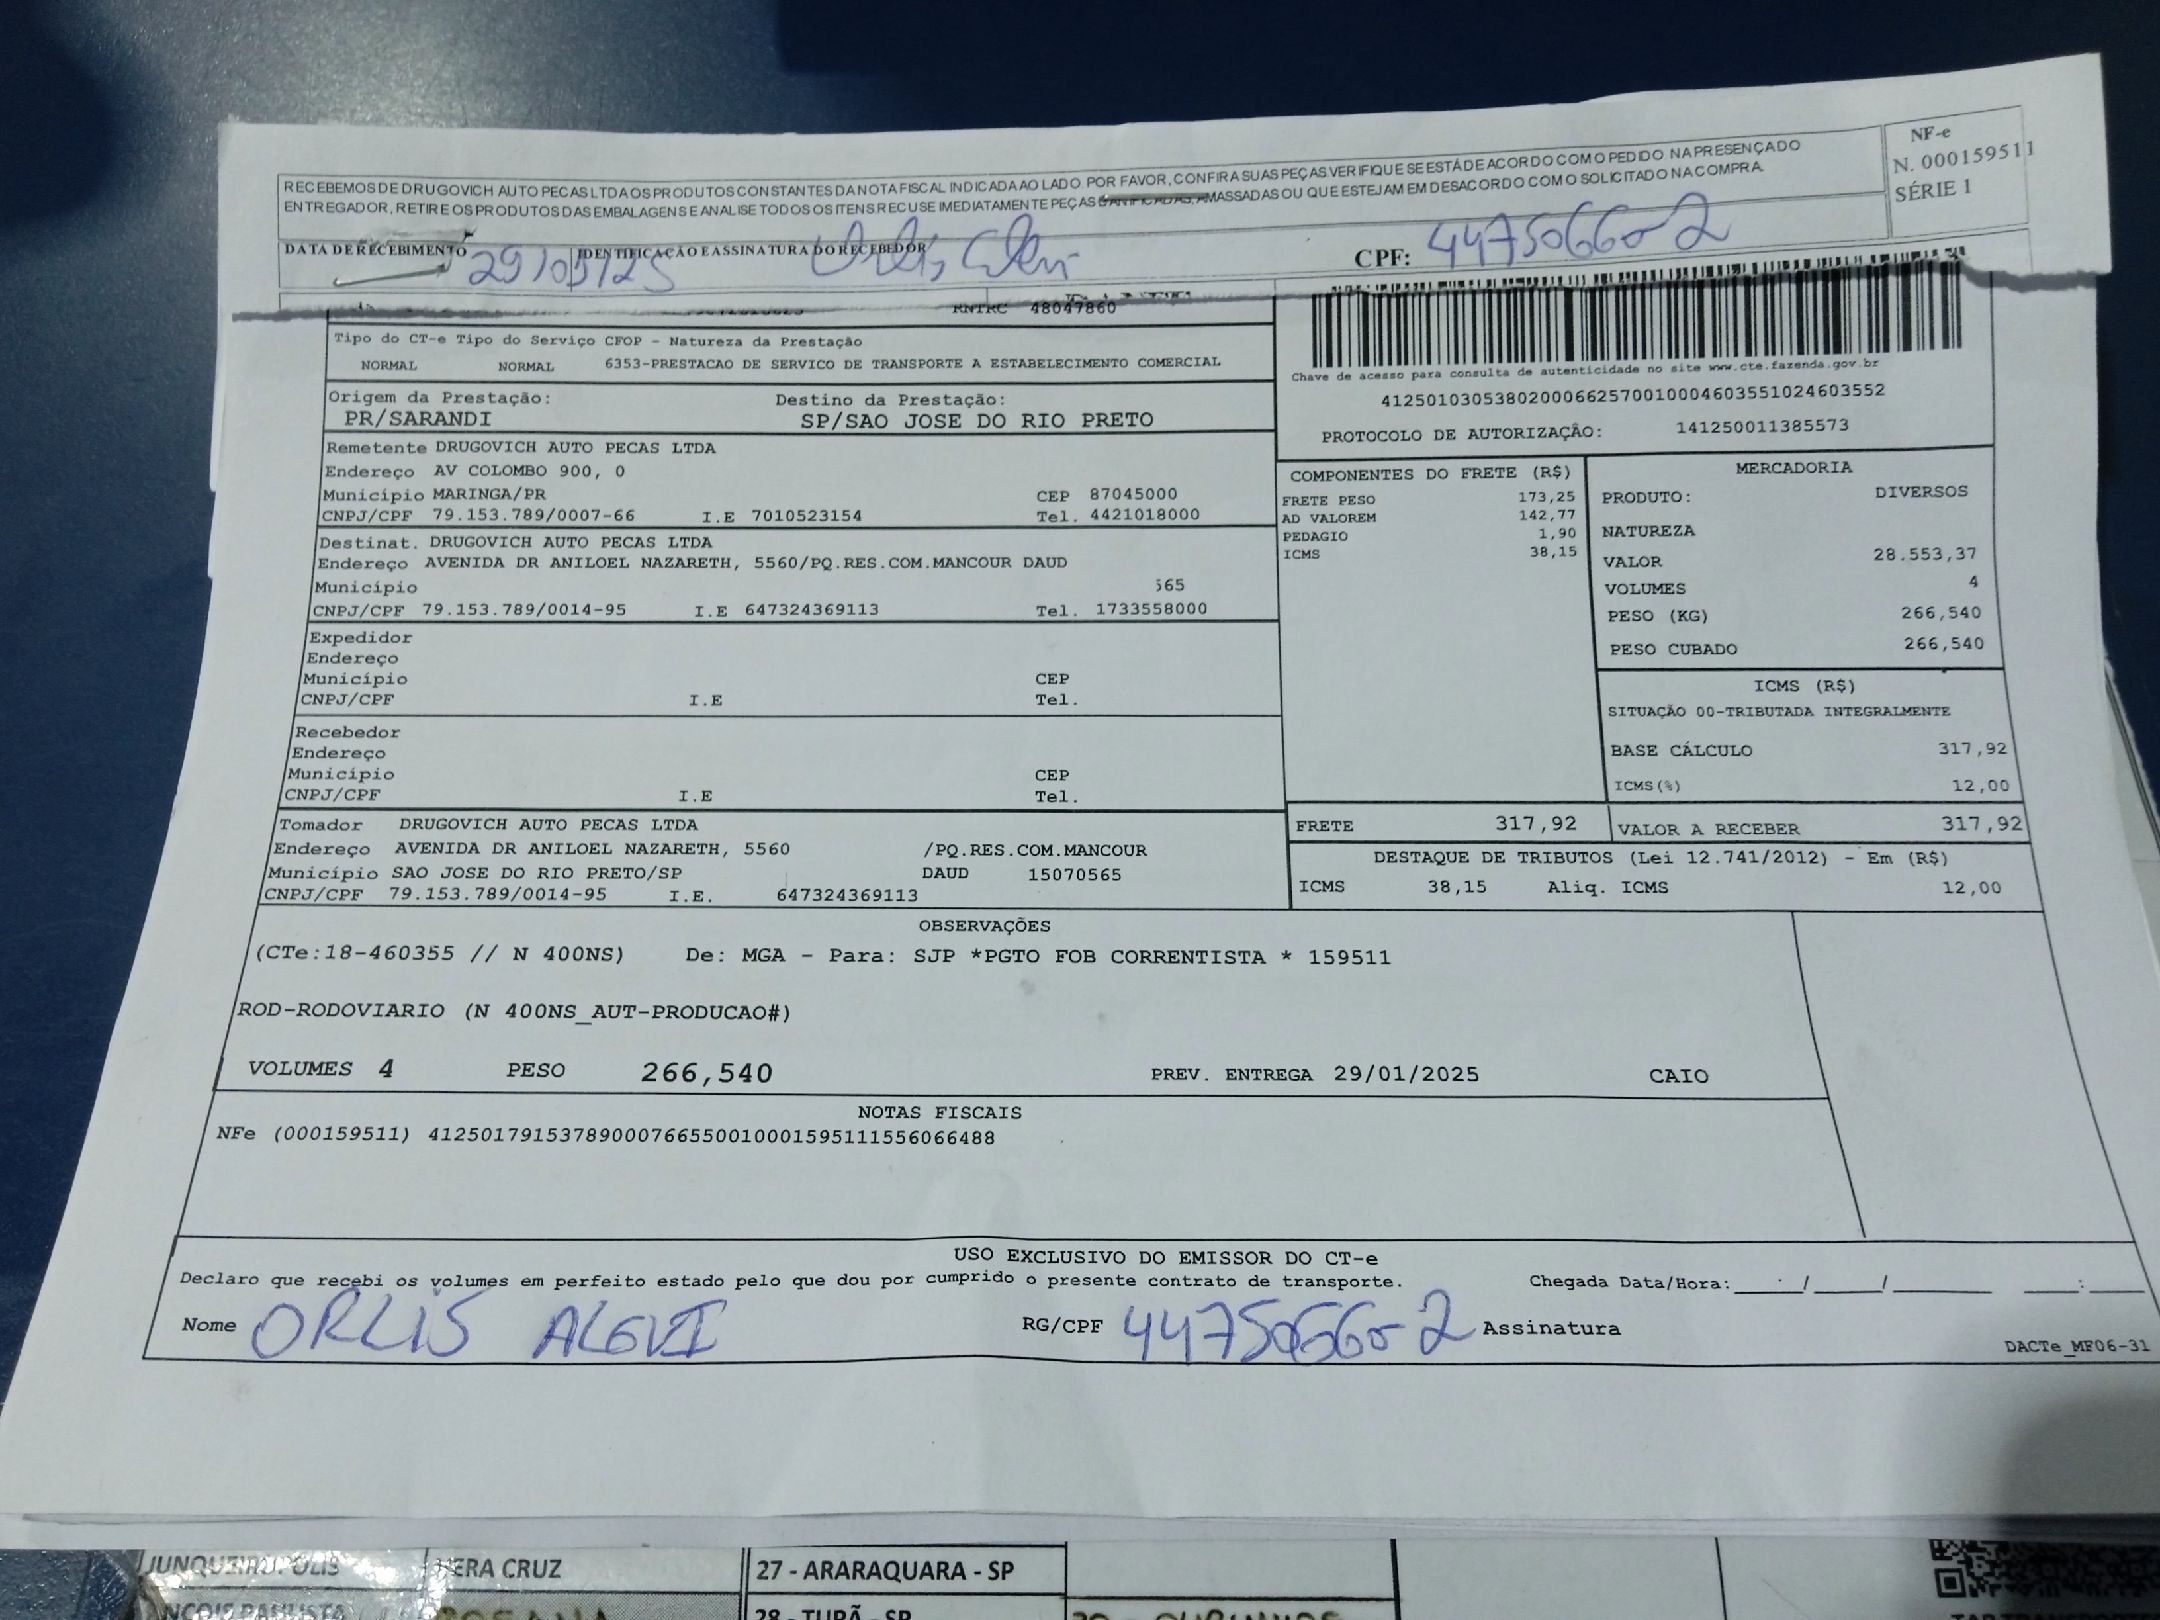 RECEBEMOS DE DRUGOVICH AUTO PECAS LTDA OS PRODUTOS CONSTANTES DA NOTA FISCAL INDICADA AO LADO. POR FAVOR, CONFIRA SUAS PEÇAS VERIFIQUE SE ESTÁ DE ACORDO COM O PEDIDO NA PRESENÇA DO
ENTREGADOR, RETIRE OS PRODUTOS DAS EMBALAGENS E ANALISE TODOS OS ITENS RECUSE IMEDIATAMENTE PEÇAS DANIFICADAS, AMASSADAS OU QUE ESTEJAM EM DESACORDO COM O SOLICITADO NA COMPRA.
NF-e
N. 000159511
SÉRIE 1
DATA DE RECEBIMENTO IDENTIFICAÇÃO E ASSINATURA DO RECEBEDOR CPF: 44750660-2
RNTRC 48047860
Tipo do CT-e Tipo do Serviço CFOP - Natureza da Prestação
NORMAL NORMAL 6353-PRESTACAO DE SERVICO DE TRANSPORTE A ESTABELECIMENTO COMERCIAL
Origem da Prestação: Destino da Prestação:
PR/SARANDI SP/SAO JOSE DO RIO PRETO
Chave de acesso para consulta de autenticidade no site www.cte.fazenda.gov.br
41250103053802000662570010004603551024603552
PROTOCOLO DE AUTORIZAÇÃO: 141250011385573
Remetente DRUGOVICH AUTO PECAS LTDA
Endereço AV COLOMBO 900, 0
Município MARINGA/PR CEP 87045000
CNPJ/CPF 79.153.789/0007-66 I.E 7010523154 Tel. 4421018000
Destinat. DRUGOVICH AUTO PECAS LTDA
Endereço AVENIDA DR ANILOEL NAZARETH, 5560/PQ.RES.COM.MANCOUR DAUD
Município 565
CNPJ/CPF 79.153.789/0014-95 I.E 647324369113 Tel. 1733558000
Expedidor
Endereço
Município CEP
CNPJ/CPF I.E Tel.
Recebedor
Endereço
Município CEP
CNPJ/CPF I.E Tel.
Tomador DRUGOVICH AUTO PECAS LTDA
Endereço AVENIDA DR ANILOEL NAZARETH, 5560 /PQ.RES.COM.MANCOUR
Município SAO JOSE DO RIO PRETO/SP DAUD 15070565
CNPJ/CPF 79.153.789/0014-95 I.E. 647324369113
COMPONENTES DO FRETE (R$)
FRETE PESO 173,25
AD VALOREM 142,77
PEDAGIO 1,90
ICMS 38,15
MERCADORIA
PRODUTO: DIVERSOS
NATUREZA
VALOR 28.553,37
VOLUMES 4
PESO (KG) 266,540
PESO CUBADO 266,540
ICMS (R$)
SITUAÇÃO 00-TRIBUTADA INTEGRALMENTE
BASE CÁLCULO 317,92
ICMS(%) 12,00
FRETE 317,92 VALOR A RECEBER 317,92
DESTAQUE DE TRIBUTOS (Lei 12.741/2012) - Em (R$)
ICMS 38,15 Aliq. ICMS 12,00
OBSERVAÇÕES
(CTe:18-460355 // N 400NS) De: MGA - Para: SJP *PGTO FOB CORRENTISTA * 159511
ROD-RODOVIARIO (N 400NS_AUT-PRODUCAO#)
VOLUMES 4 PESO 266,540 PREV. ENTREGA 29/01/2025 CAIO
NOTAS FISCAIS
NFe (000159511) 41250179153789000766550010001595111556066488
USO EXCLUSIVO DO EMISSOR DO CT-e
Declaro que recebi os volumes em perfeito estado pelo que dou por cumprido o presente contrato de transporte. Chegada Data/Hora: / / :
Nome ORLIS ALEVI RG/CPF 44750660-2 Assinatura
DACTe_MF06-31
JUNQUEIRÓPOLIS VERA CRUZ 27 - ARARAQUARA - SP
PAULISTA 28 - TUPÃ - SP